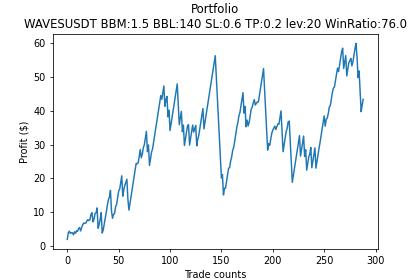 Portfolio
WAVESUSDT BBM:1.5 BBL:140 SL:0.6 TP:0.2 lev:20 WinRatio:76.0
60
50
40
30
20
10
0
Profit ($)
0 50 100 150 200 250 300
Trade counts